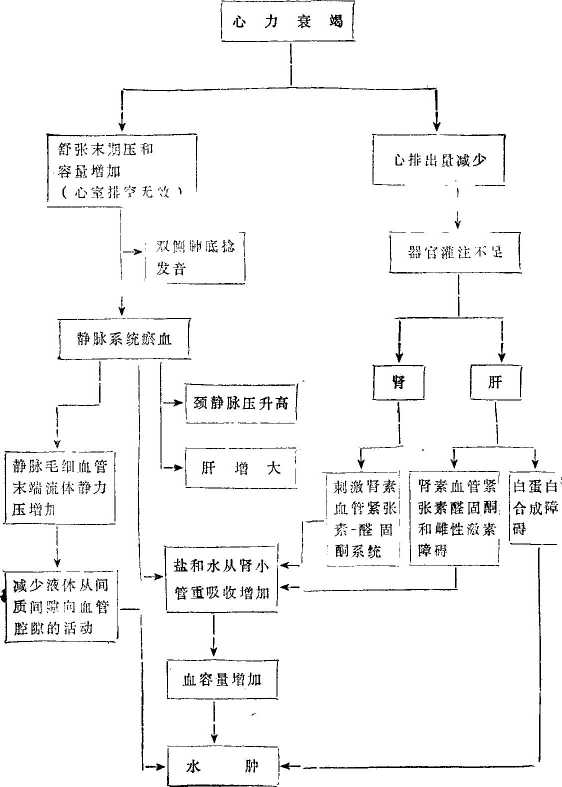 心力衰竭
舒张末期压和
容量增加
(心室排空无效)
心排出量减少
双侧肺底捻
发音
器官灌注不足
静脉系统瘀血
肾
肝
颈静脉压升高
肝增大
静脉毛细血管
末端流体静力
压增加
刺激肾素
血管紧张
素-醛固
酮系统
肾素血管紧
张素醛固酮
和雌性激素
障碍
白蛋白
合成障
碍
盐和水从肾小
管重吸收增加
减少液体从间
质间隙向血管
腔隙的活动
血容量增加
水肿